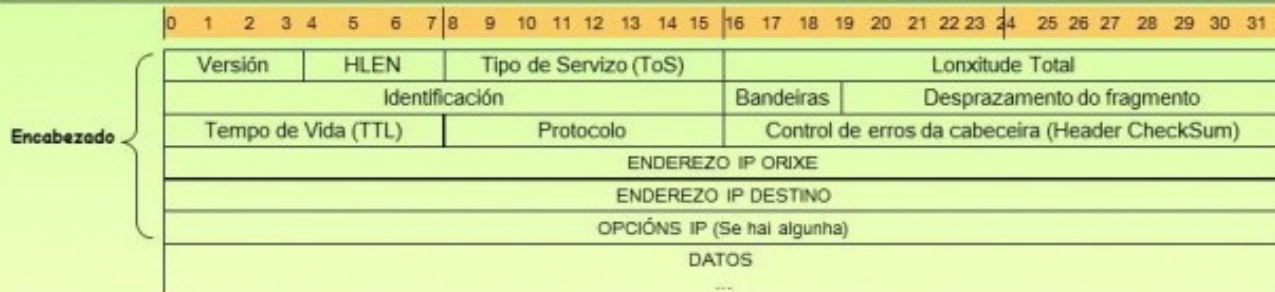 0 1 2 3 4 5 6 7 8 9 10 11 12 13 14 15 16 17 18 19 20 21 22 23 24 25 26 27 28 29 30 31
Versión HLEN Tipo de Servizo (ToS) Lonxitude Total
Identificación Bandeiras Desprazamento do fragmento
Encabezado
Tempo de Vida (TTL) Protocolo Control de erros da cabeceira (Header CheckSum)
ENDEREZO IP ORIXE
ENDEREZO IP DESTINO
OPCIÓNS IP (Se hai algunha)
DATOS
...